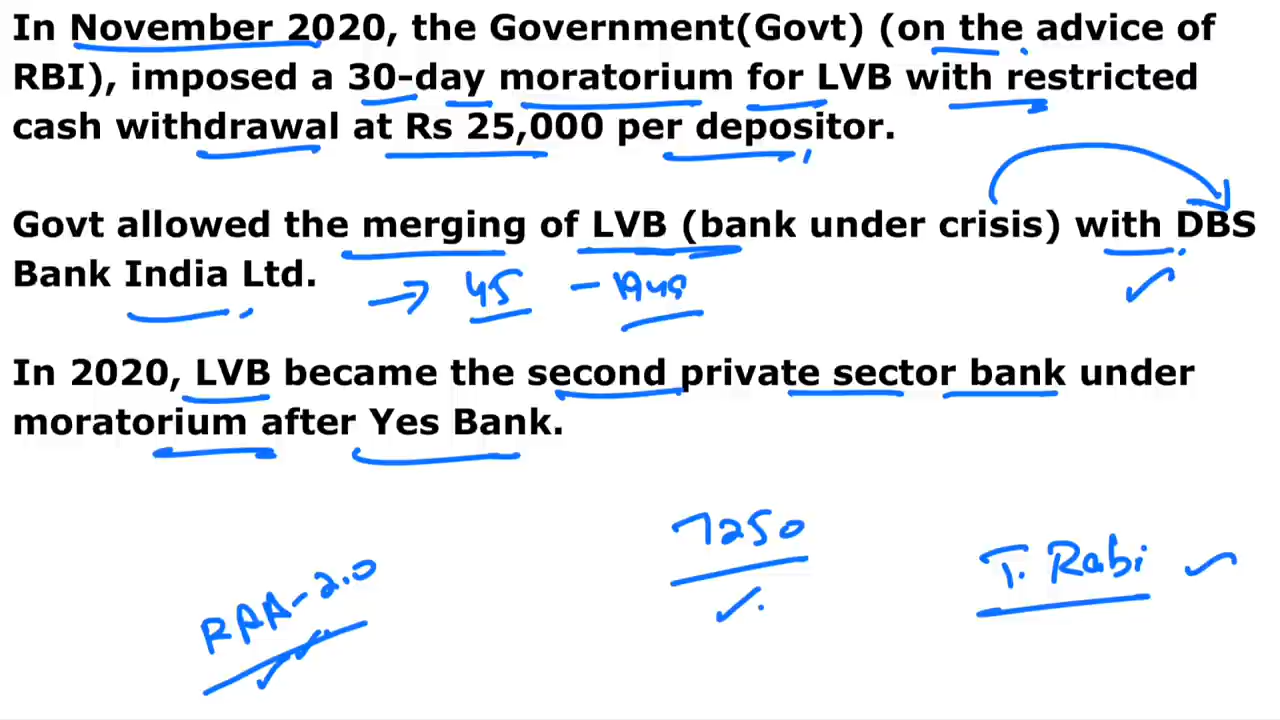 In November 2020, the Government(Govt) (on the advice of
RBI), imposed a 30-day moratorium for LVB with restricted
cash withdrawal at Rs 25,000 per depositor.
Govt allowed the merging of LVB (bank under crisis) with DBS
Bank India Ltd.
→ 45 – 1949
In 2020, LVB became the second private sector bank under
moratorium after Yes Bank.
7250
T. Rabi
RAA-2.0